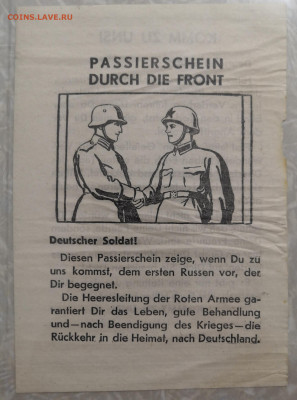 COINS.LAVE.RU
PASSIERSCHEIN
DURCH DIE FRONT
Deutscher Soldat!
Diesen Passierschein zeige, wenn Du zu
uns kommst, dem ersten Russen vor, der
Dir begegnet.
Die Heeresleitung der Roten Armee ga-
rantiert Dir das Leben, gute Behandlung
und—nach Beendigung des Krieges—die
Rückkehr in die Heimat, nach Deutschland.